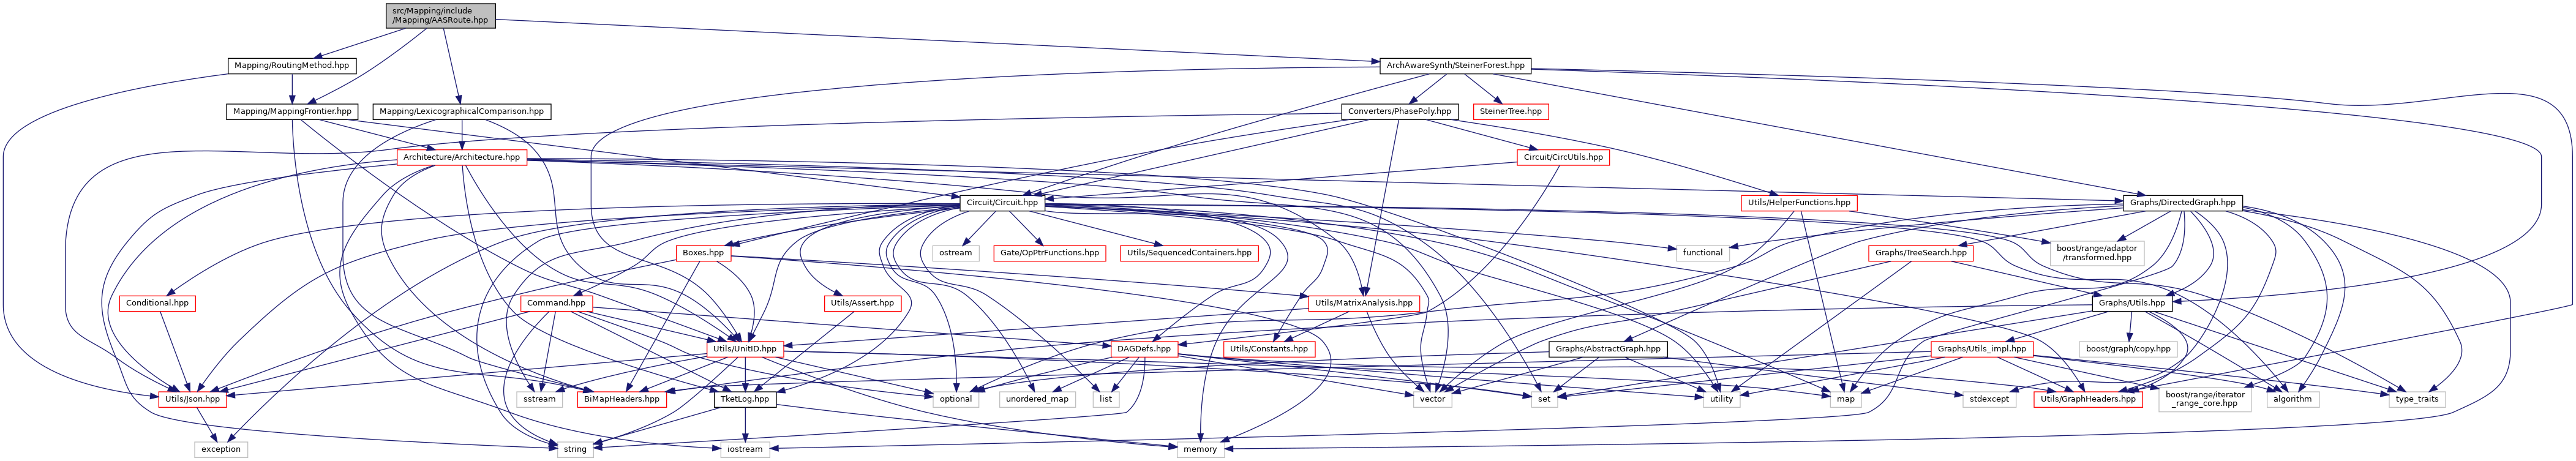 src/Mapping/include
/Mapping/AASRoute.hpp
Mapping/RoutingMethod.hpp
ArchAwareSynth/SteinerForest.hpp
Mapping/MappingFrontier.hpp
Mapping/LexicographicalComparison.hpp
Converters/PhasePoly.hpp
SteinerTree.hpp
Architecture/Architecture.hpp
Circuit/CircUtils.hpp
Circuit/Circuit.hpp
Utils/HelperFunctions.hpp
Graphs/DirectedGraph.hpp
Boxes.hpp
ostream
Gate/OpPtrFunctions.hpp
Utils/SequencedContainers.hpp
functional
Graphs/TreeSearch.hpp
boost/range/adaptor
/transformed.hpp
Conditional.hpp
Command.hpp
Utils/Assert.hpp
Utils/MatrixAnalysis.hpp
Graphs/Utils.hpp
Utils/UnitID.hpp
DAGDefs.hpp
Utils/Constants.hpp
Graphs/AbstractGraph.hpp
Graphs/Utils_impl.hpp
boost/graph/copy.hpp
Utils/Json.hpp
sstream
BiMapHeaders.hpp
TketLog.hpp
optional
unordered_map
list
vector
set
utility
map
stdexcept
Utils/GraphHeaders.hpp
boost/range/iterator
_range_core.hpp
algorithm
type_traits
exception
string
iostream
memory